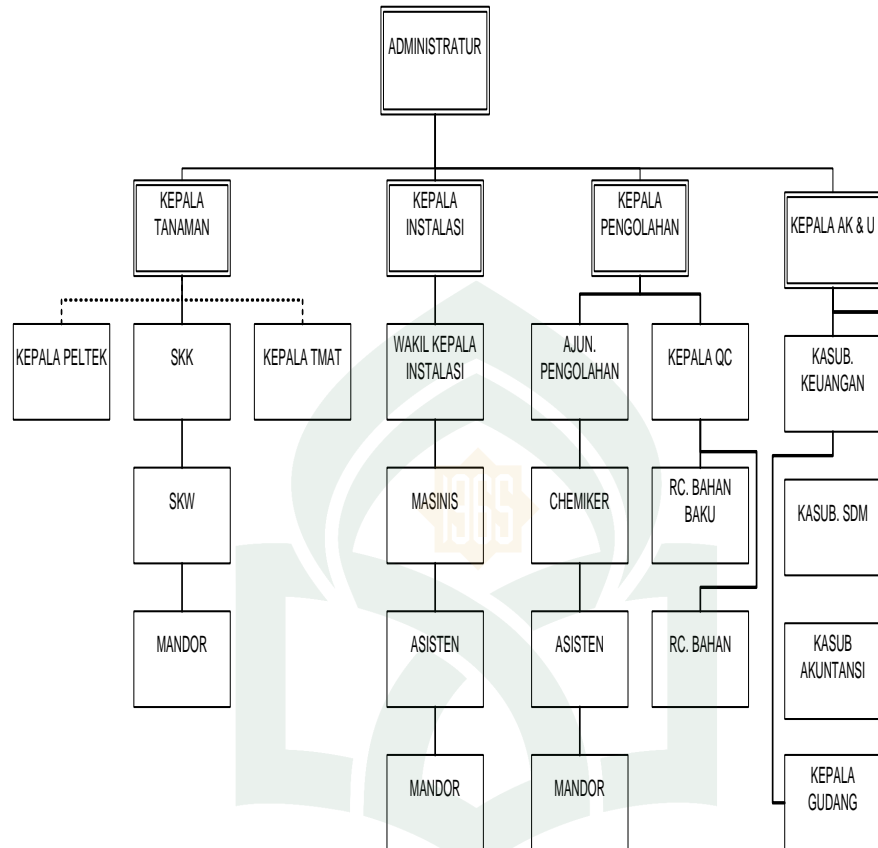 ADMINISTRATUR
KEPALA
TANAMAN
KEPALA
INSTALASI
KEPALA
PENGOLAHAN
KEPALA AK & U
KEPALA PELTEK
SKK
KEPALA TMAT
WAKIL KEPALA
INSTALASI
AJUN.
PENGOLAHAN
KEPALA QC
KASUB.
KEUANGAN
SKW
MASINIS
CHEMIKER
RC. BAHAN
BAKU
KASUB. SDM
1965
MANDOR
ASISTEN
ASISTEN
RC. BAHAN
KASUB
AKUNTANSI
MANDOR
MANDOR
KEPALA
GUDANG